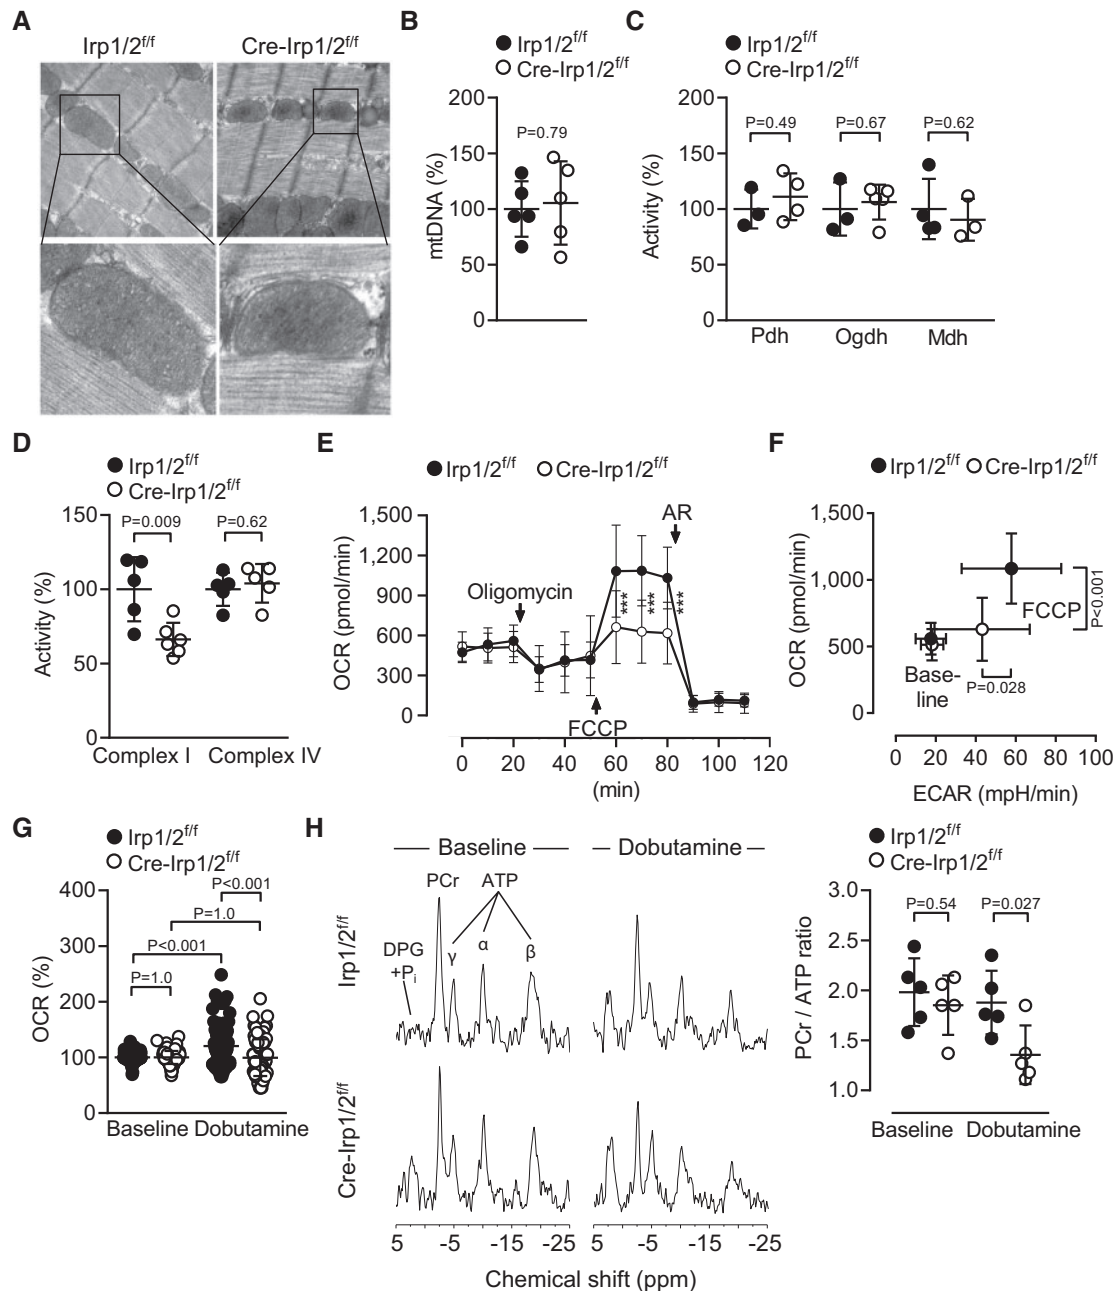 A
Irp1/2f/f
Cre-Irp1/2f/f
B
Irp1/2f/f
Cre-Irp1/2f/f
mtDNA (%)
200
150
100
50
0
P=0.79
C
Irp1/2f/f
Cre-Irp1/2f/f
Activity (%)
200
150
100
50
0
P=0.49
P=0.67
P=0.62
Pdh
Ogdh
Mdh
D
Irp1/2f/f
Cre-Irp1/2f/f
Activity (%)
150
100
50
0
P=0.009
P=0.62
Complex I
Complex IV
E
Irp1/2f/f
Cre-Irp1/2f/f
OCR (pmol/min)
1,500
1,200
900
600
300
0
Oligomycin
FCCP
AR
***
***
***
0 20 40 60 80 100 120
(min)
F
Irp1/2f/f
Cre-Irp1/2f/f
OCR (pmol/min)
1,500
1,000
500
0
FCCP
P<0.001
Base-
line
P=0.028
0 20 40 60 80 100
ECAR (mpH/min)
G
Irp1/2f/f
Cre-Irp1/2f/f
OCR (%)
400
300
200
100
0
P<0.001
P=1.0
P<0.001
P=1.0
Baseline
Dobutamine
H
Baseline
Dobutamine
Irp1/2f/f
Cre-Irp1/2f/f
PCr
ATP
DPG
+Pi
γ
α
β
5 -5 -15 -25
5 -5 -15 -25
Chemical shift (ppm)
Irp1/2f/f
Cre-Irp1/2f/f
PCr / ATP ratio
3.0
2.5
2.0
1.5
1.0
P=0.54
P=0.027
Baseline
Dobutamine